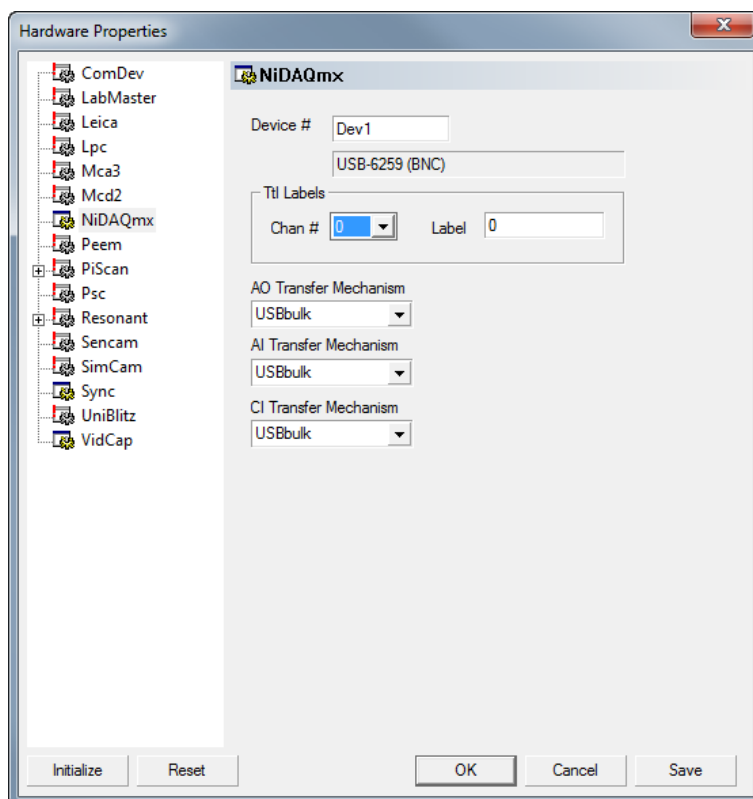 Hardware Properties
ComDev
LabMaster
Leica
Lpc
Mca3
Mcd2
NiDAQmx
Peem
PiScan
Psc
Resonant
Sencam
SimCam
Sync
UniBlitz
VidCap
NiDAQmx
Device # Dev1
USB-6259 (BNC)
Ttl Labels
Chan # 0 Label 0
AO Transfer Mechanism
USBbulk
AI Transfer Mechanism
USBbulk
CI Transfer Mechanism
USBbulk
Initialize Reset OK Cancel Save